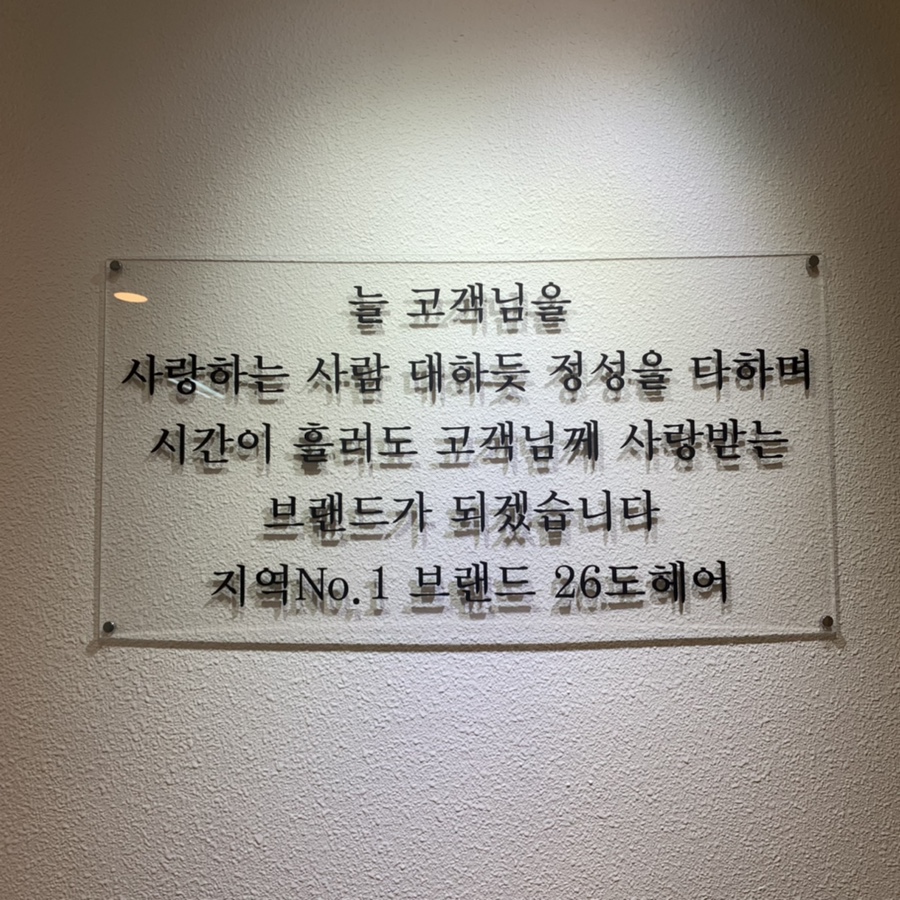 늘 고객님을
사랑하는 사람 대하듯 정성을 타하며
시간이 흘러도 고객님께 사랑받는
브랜드가 되겠습니다
지역No.1 브랜드 26도헤어